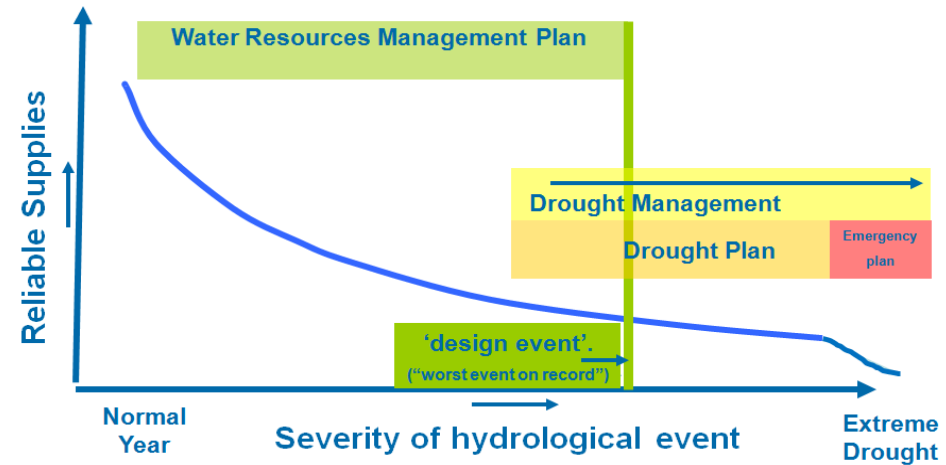 Water Resources Management Plan
Reliable Supplies
Drought Management
Drought Plan
Emergency
plan
‘design event’.
(“worst event on record”)
Normal
Year
Severity of hydrological event
Extreme
Drought